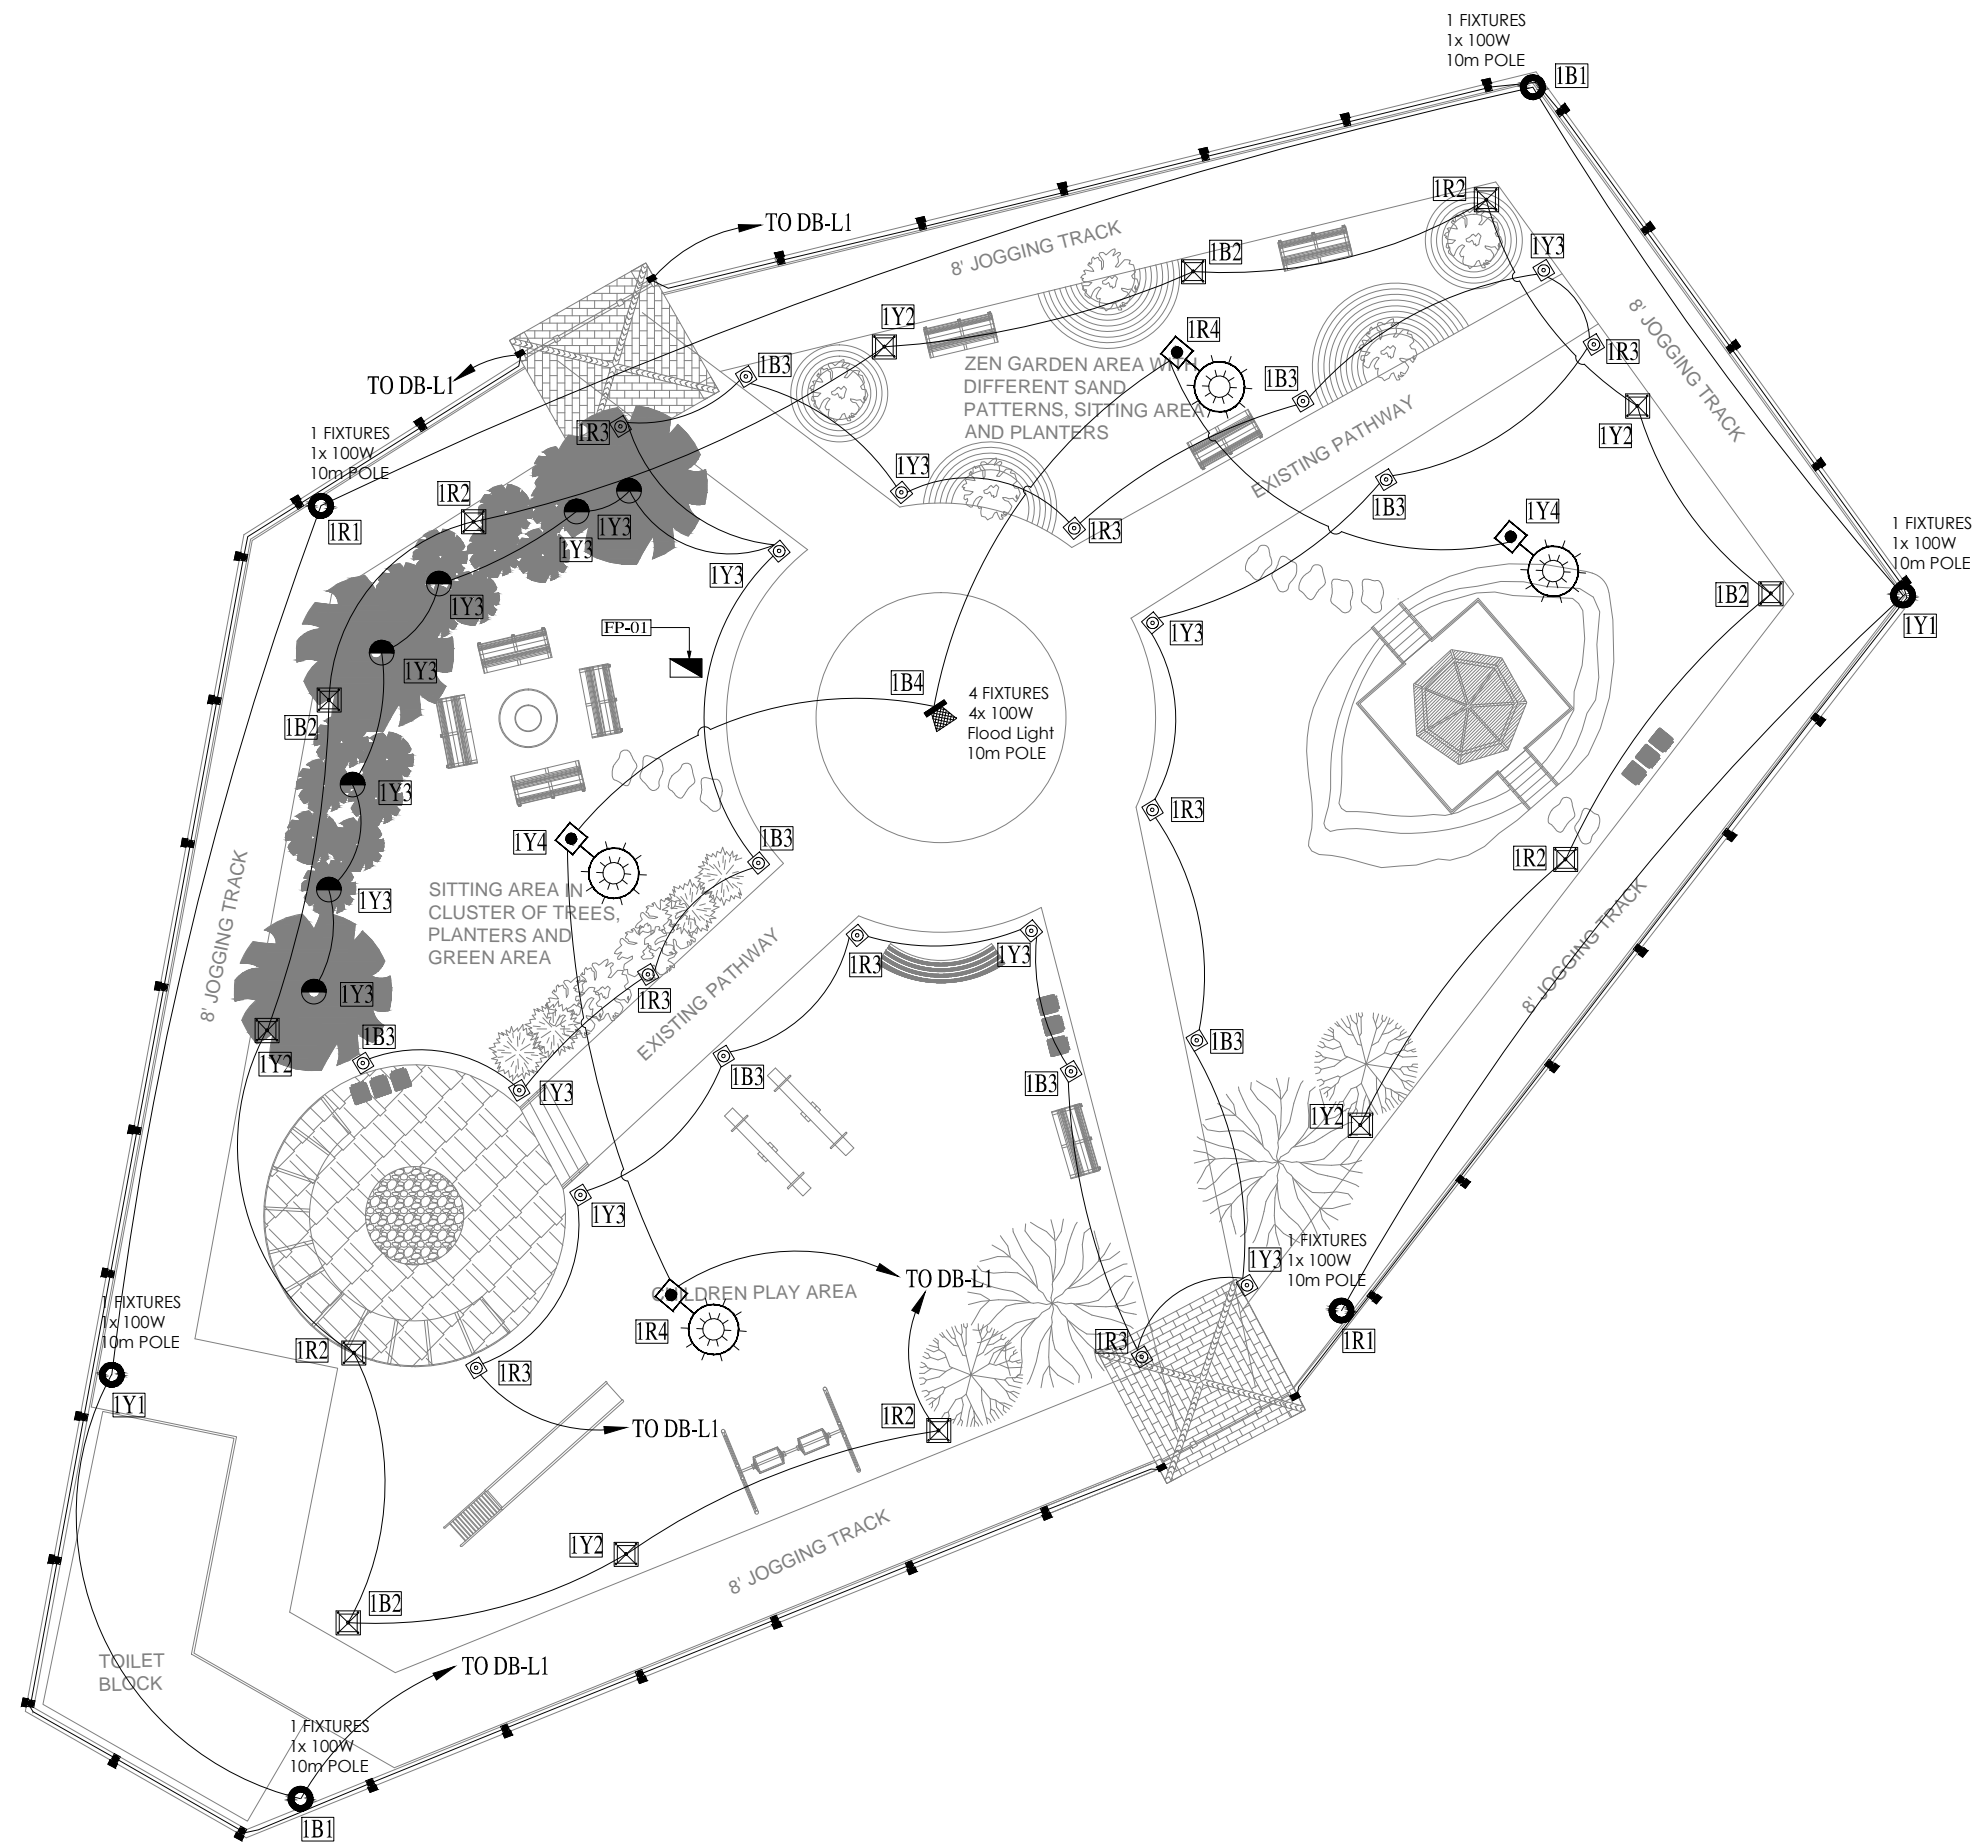 1 FIXTURES
1x 100W
10m POLE
1B1
1R2
TO DB-L1
8' JOGGING TRACK
1B2
1Y3
8' JOGGING TRACK
1Y2
1R4
1R3
TO DB-L1
1B3
ZEN GARDEN AREA WITH
DIFFERENT SAND
PATTERNS, SITTING AREA
AND PLANTERS
1B3
1Y2
1R3
EXISTING PATHWAY
1 FIXTURES
1x 100W
10m POLE
1R1
1R2
1Y3
1B3
1Y3
1Y3
1R3
1Y4
1 FIXTURES
1x 100W
10m POLE
1Y3
1B2
1Y1
1Y3
FP-01
1Y3
1Y3
1B4
4 FIXTURES
4x 100W
Flood Light
10m POLE
1B2
1Y3
1R3
1Y4
1B3
1R2
8' JOGGING TRACK
SITTING AREA IN
CLUSTER OF TREES,
PLANTERS AND
GREEN AREA
1Y3
EXISTING PATHWAY
1R3
1Y3
8' JOGGING TRACK
1Y3
1R3
1B3
1Y2
1B3
1B3
1B3
1Y3
1Y2
1Y3
1Y3
1 FIXTURES
1x 100W
10m POLE
TO DB-L1
CHILDREN PLAY AREA
1R4
1R3
1R1
1 FIXTURES
1x 100W
10m POLE
1R2
1R3
1Y1
1R2
TO DB-L1
1Y2
8' JOGGING TRACK
1B2
TOILET
BLOCK
TO DB-L1
1 FIXTURES
1x 100W
10m POLE
1B1